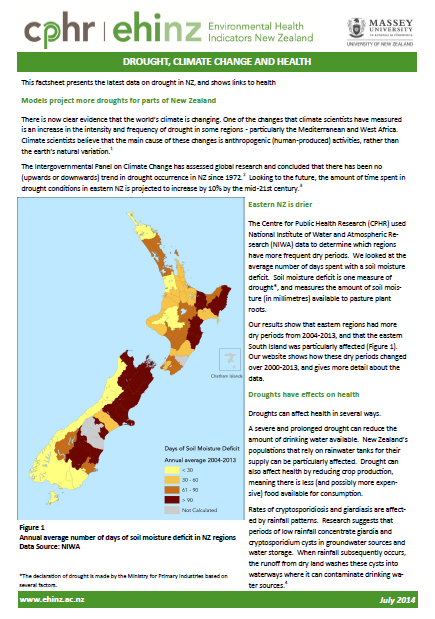 cphr ehinz Environmental Health
Indicators New Zealand
MASSEY
UNIVERSITY
UNIVERSITY OF NEW ZEALAND
DROUGHT, CLIMATE CHANGE AND HEALTH
This factsheet presents the latest data on drought in NZ, and shows links to health
Models project more droughts for parts of New Zealand
There is now clear evidence that the world's climate is changing. One of the changes that climate scientists have measured
is an increase in the intensity and frequency of drought in some regions - particularly the Mediterranean and West Africa.
Climate scientists believe that the main cause of these changes is anthropogenic (human-produced) activities, rather than
the earth's natural variation.1
The Intergovernmental Panel on Climate Change has assessed global research and concluded that there has been no
(upwards or downwards) trend in drought occurrence in NZ since 1972.2 Looking to the future, the amount of time spent in
drought conditions in eastern NZ is projected to increase by 10% by the mid-21st century.3
Eastern NZ is drier
The Centre for Public Health Research (CPHR) used
National Institute of Water and Atmospheric Re-
search (NIWA) data to determine which regions
have more frequent dry periods. We looked at the
average number of days spent with a soil moisture
deficit. Soil moisture deficit is one measure of
drought*, and measures the amount of soil mois-
ture (in millimetres) available to pasture plant
roots.
Our results show that eastern regions had more
dry periods from 2004-2013, and that the eastern
South Island was particularly affected (Figure 1).
Our website shows how these dry periods changed
over 2000-2013, and gives more detail about the
data.
Droughts have effects on health
Droughts can affect health in several ways.
A severe and prolonged drought can reduce the
amount of drinking water available. New Zealand's
populations that rely on rainwater tanks for their
supply can be particularly affected. Drought can
also affect health by reducing crop production,
meaning there is less (and possibly more expen-
sive) food available for consumption.
Rates of cryptosporidiosis and giardiasis are affect-
ed by rainfall patterns. Research suggests that
periods of low rainfall concentrate giardia and
cryptosporidium cysts in groundwater sources and
water storage. When rainfall subsequently occurs,
the runoff from dry land washes these cysts into
waterways where it can contaminate drinking wa-
ter sources.4
Chatham Islands
Days of Soil Moisture Deficit
Annual average 2004-2013
< 30
30 - 60
61 - 90
> 90
Not Calculated
Figure 1
Annual average number of days of soil moisture deficit in NZ regions
Data Source: NIWA
*The declaration of drought is made by the Ministry for Primary Industries based on
several factors.
www.ehinz.ac.nz
July 2014